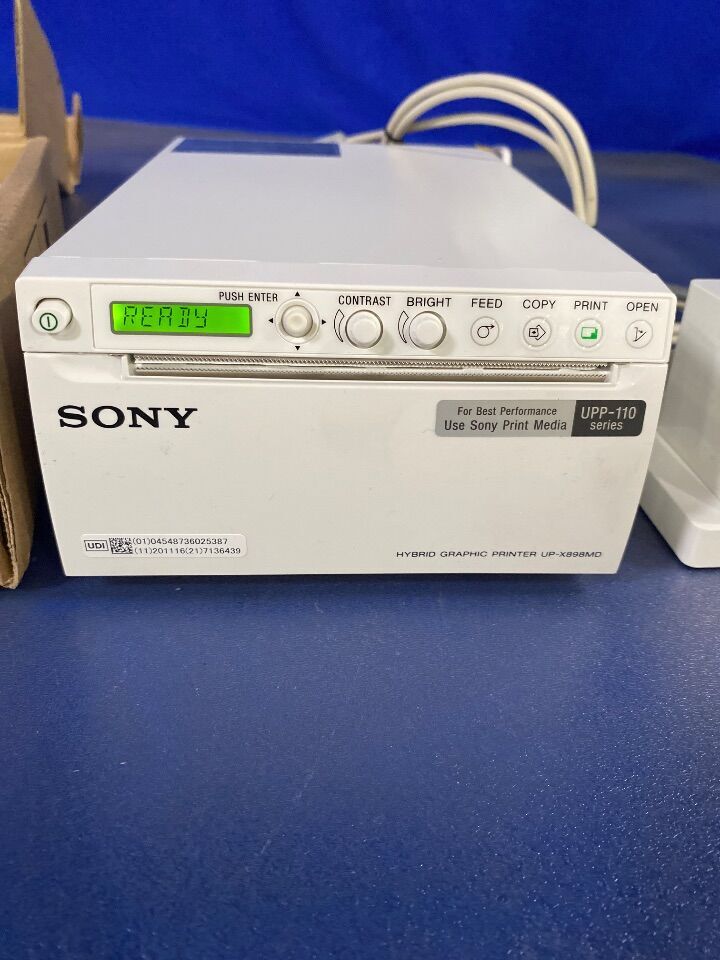 PUSH ENTER
CONTRAST
BRIGHT
FEED
COPY
PRINT
OPEN
READY
SONY
For Best Performance
Use Sony Print Media
UPP-110
series
UDI
(01)04548736025387
(11)201116(21)7136439
HYBRID GRAPHIC PRINTER UP-X898MD